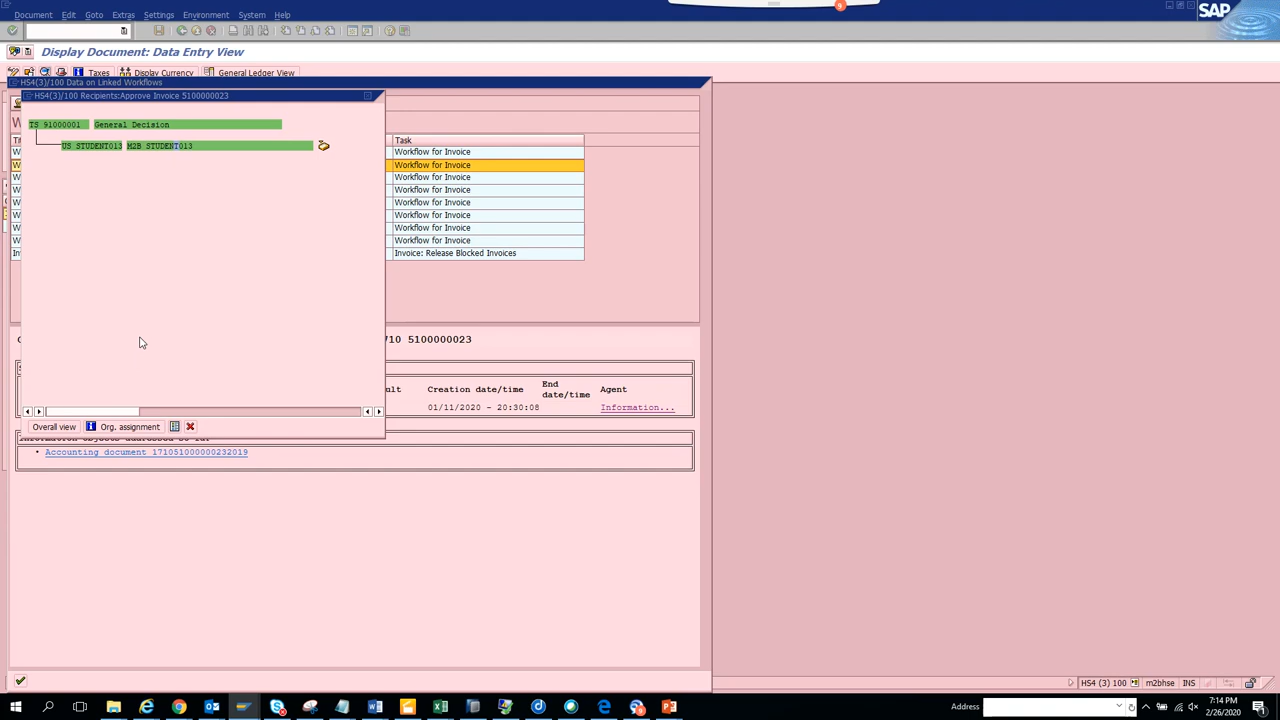 Document Edit Goto Extras Settings Environment System Help
SAP
9
Display Document: Data Entry View
Taxes Display Currency General Ledger View
HS4(3)/100 Data on Linked Workflows
HS4(3)/100 Recipients:Approve Invoice 5100000023
TS 91000001 General Decision
US STUDENT013 M2B STUDENT013
Task
Workflow for Invoice
Workflow for Invoice
Workflow for Invoice
Workflow for Invoice
Workflow for Invoice
Workflow for Invoice
Workflow for Invoice
Workflow for Invoice
Invoice: Release Blocked Invoices
5100000023
Creation date/time End date/time Agent
01/11/2020 - 20:30:08 Information...
Overall view Org. assignment
Accounting document 171051000000232019
HS4 (3) 100 m2bhse INS
Address
7:14 PM
2/26/2020